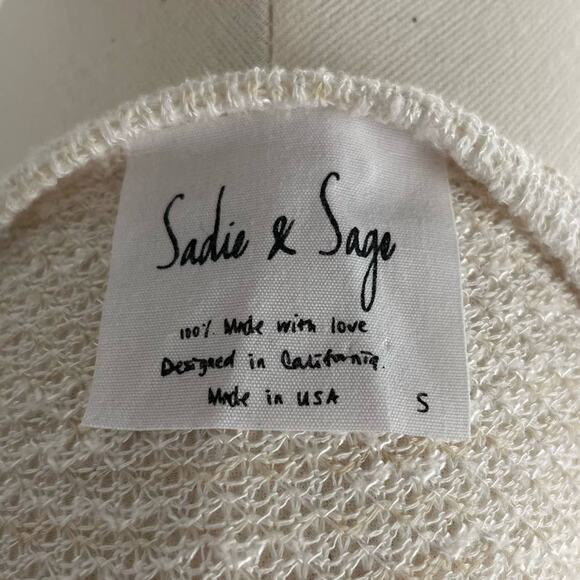 Sadie & Sage
100% Made with love
Designed in California.
Made in USA S